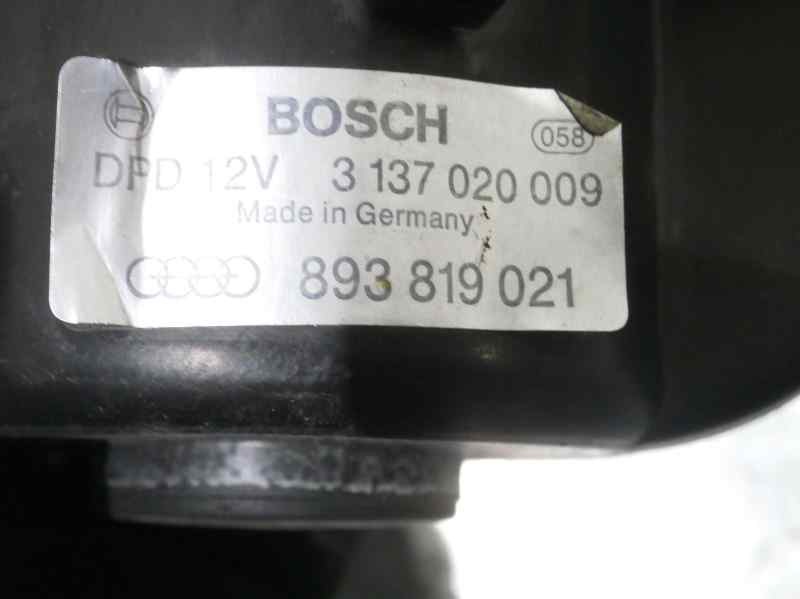 BOSCH
058
DPD 12V 3 137 020 009
Made in Germany
893 819 021